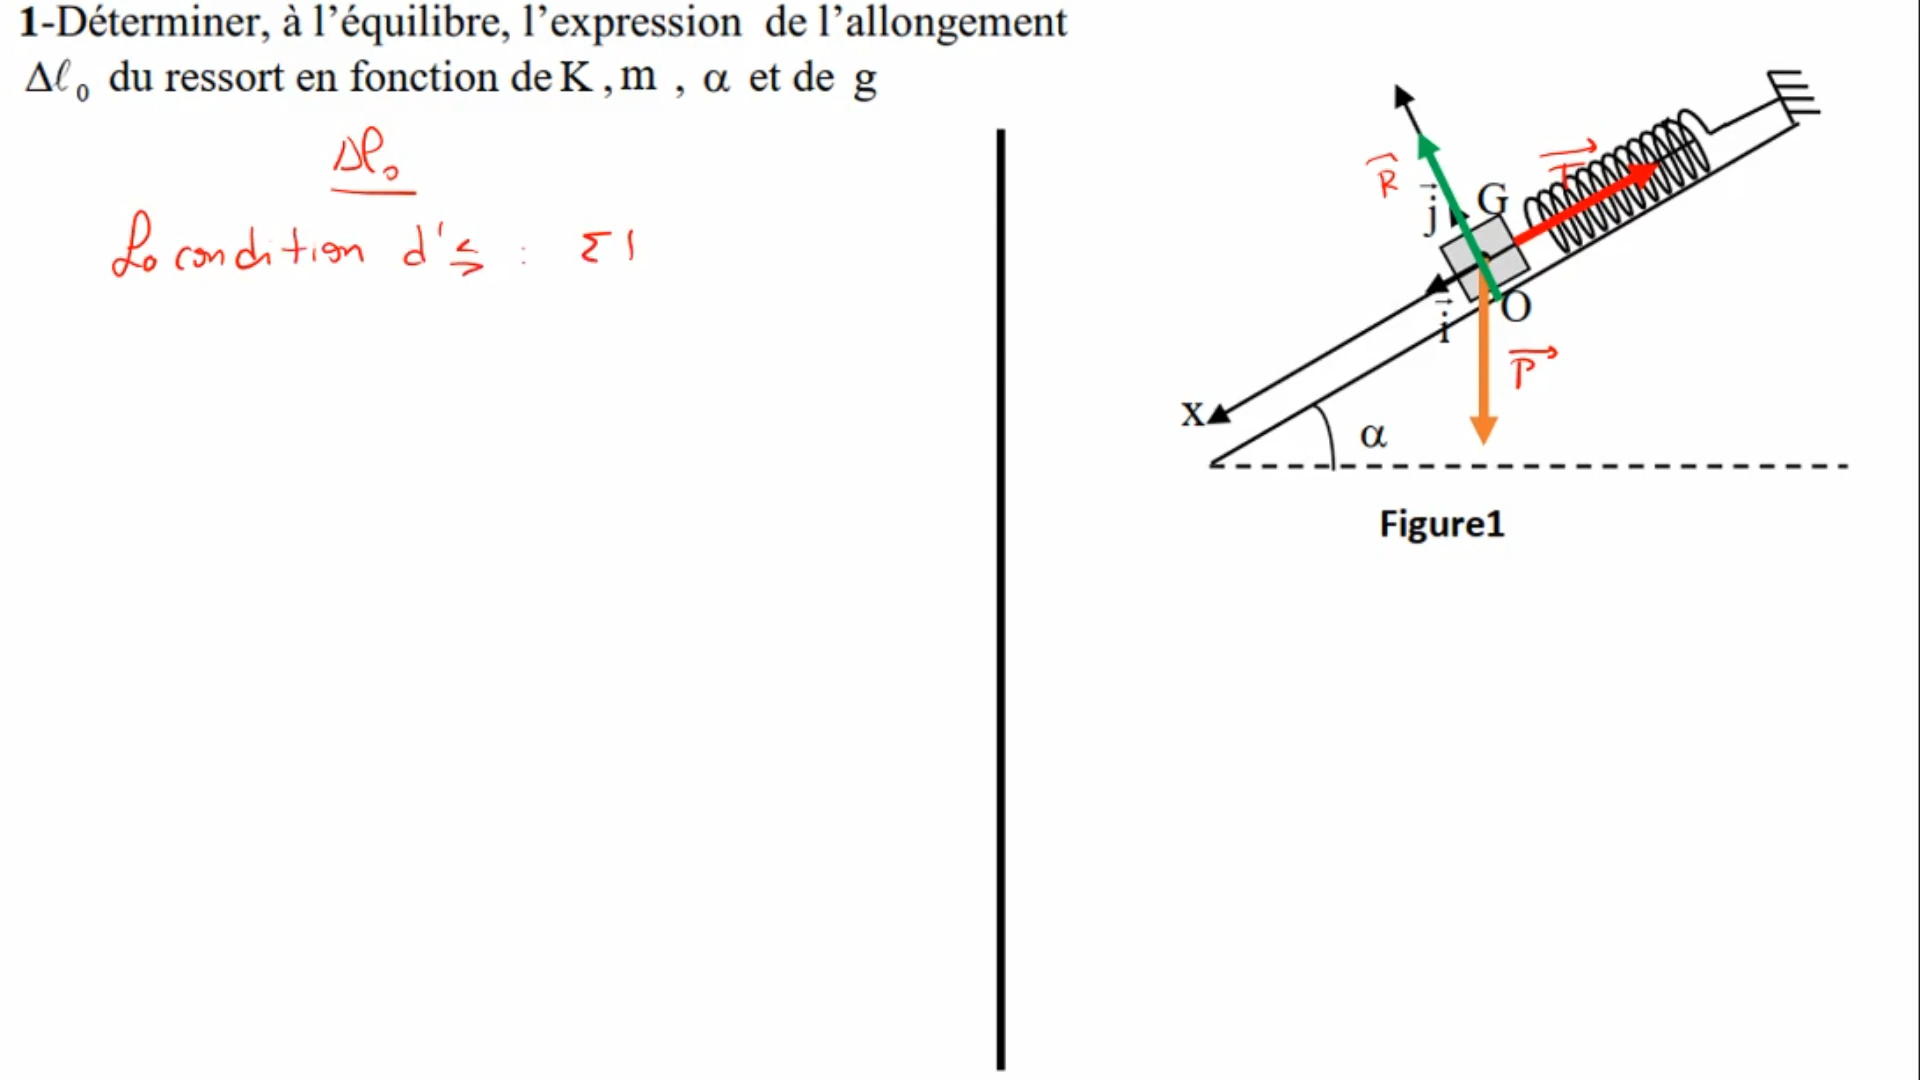 1-Déterminer, à l’équilibre, l’expression de l’allongement
Δℓ₀ du ressort en fonction de K , m , α et de g
Δl₀
La condition d'≤ : Σ
R
T
j
G
i
O
P
x
α
Figure1